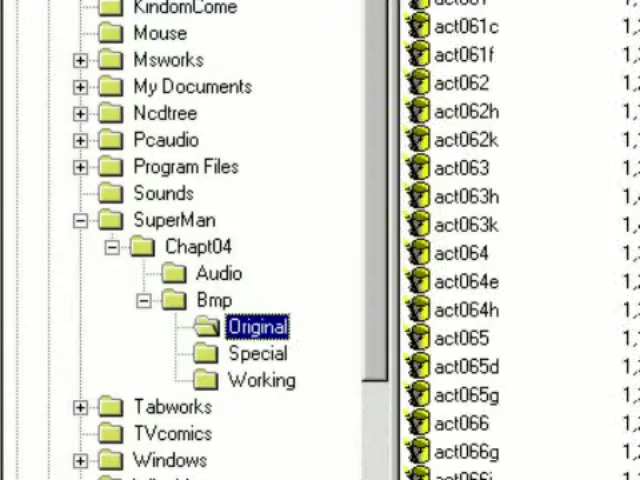 KindomCome
Mouse
Msworks
My Documents
Ncdtree
Pcaudio
Program Files
Sounds
SuperMan
Chapt04
Audio
Bmp
Original
Special
Working
Tabworks
TVcomics
Windows
act061c
act061f
act062
act062h
act062k
act063
act063h
act063k
act064
act064e
act064h
act065
act065d
act065g
act066
act066g